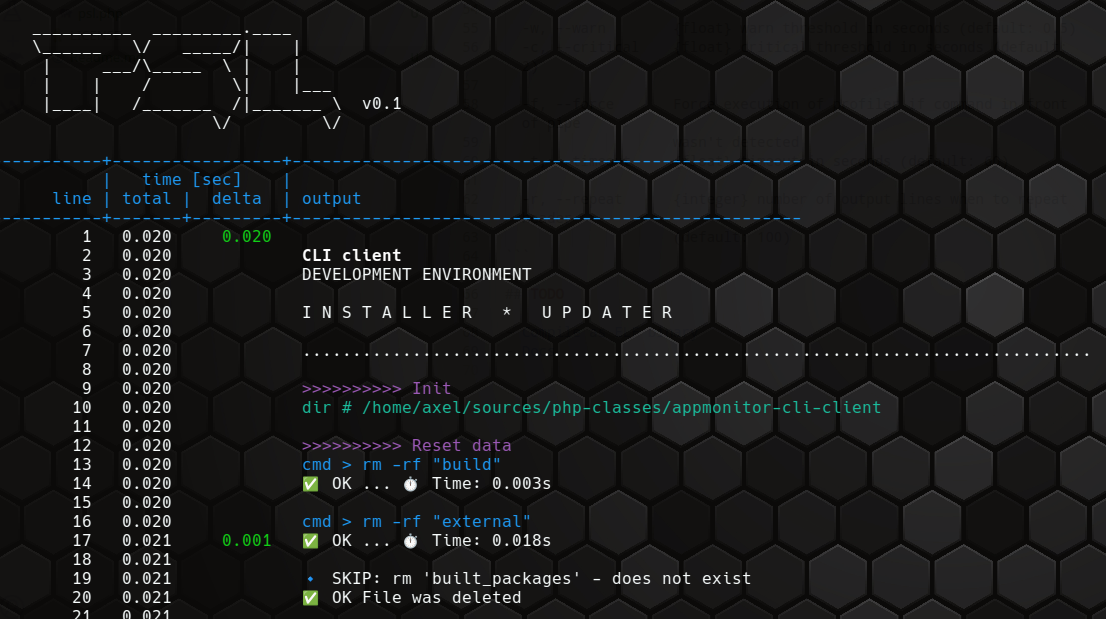 __________  _________.____
\______   \/   _____/|    |
 |     ___/\_____  \ |    |
 |    |    /        \|    |___
 |____|   /_______  /|_______ \  v0.1
                  \/         \/
----------+-----------------+---------------------------------------------------
| time [sec] |
line | total | delta | output
----------+-------+---------+---------------------------------------------------
1 0.020 0.020
2 0.020 CLI client
3 0.020 DEVELOPMENT ENVIRONMENT
4 0.020
5 0.020 I N S T A L L E R * U P D A T E R
6 0.020
7 0.020 ...............................................................................
8 0.020
9 0.020 >>>>>>>>>> Init
10 0.020 dir # /home/axel/sources/php-classes/appmonitor-cli-client
11 0.020
12 0.020 >>>>>>>>>> Reset data
13 0.020 cmd > rm -rf "build"
14 0.020 ✅ OK ... ⏱️ Time: 0.003s
15 0.020
16 0.020 cmd > rm -rf "external"
17 0.021 0.001 ✅ OK ... ⏱️ Time: 0.018s
18 0.021
19 0.021 🔹 SKIP: rm 'built_packages' - does not exist
20 0.021 ✅ OK File was deleted
21 0.021